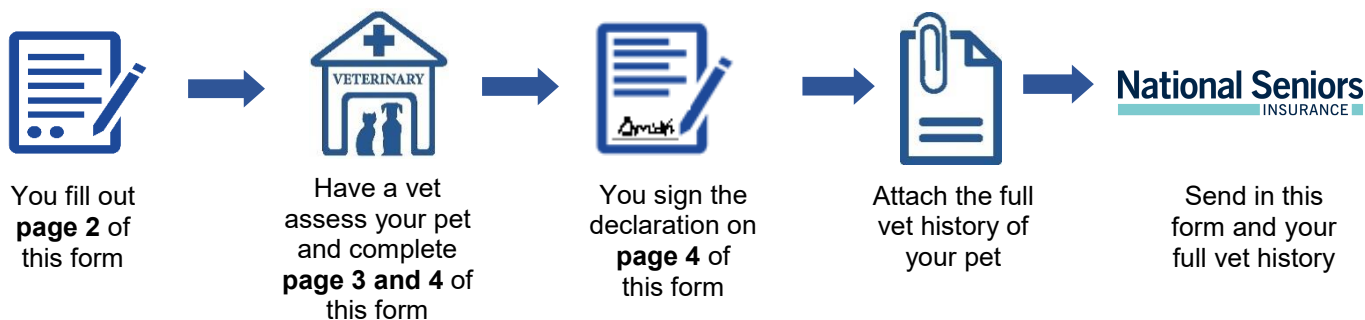 VETERINARY
National Seniors
INSURANCE
You fill out
page 2 of
this form
Have a vet
assess your pet
and complete
page 3 and 4 of
this form
You sign the
declaration on
page 4 of
this form
Attach the full
vet history of
your pet
Send in this
form and your
full vet history